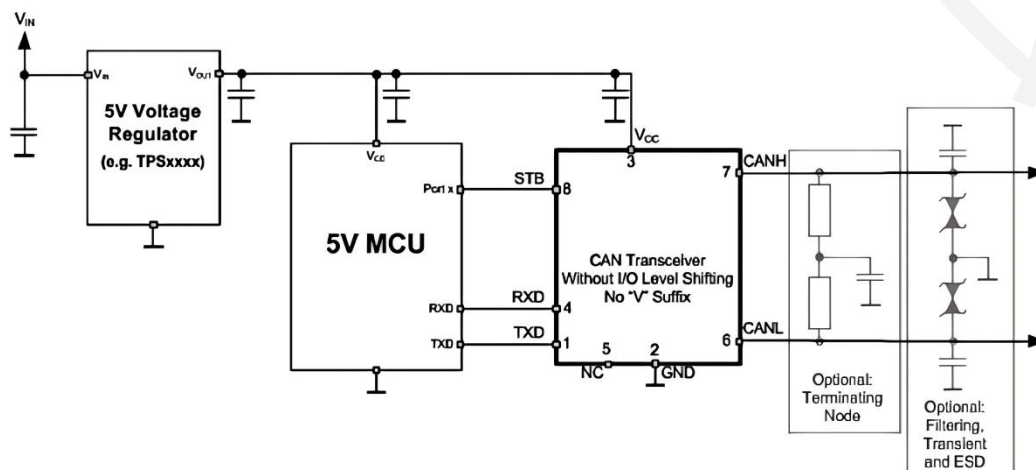 VIN
VIN
VOUT
5V Voltage
Regulator
(e.g. TPSxxxx)
VCC
3
VCC
7
CANH
Port x
STB
8
5V MCU
CAN Transceiver
Without I/O Level Shifting
No "V" Suffix
RXD
RXD
4
TXD
TXD
1
6
CANL
5
2
NC
GND
Optional:
Terminating
Node
Optional:
Filtering,
Transient
and ESD